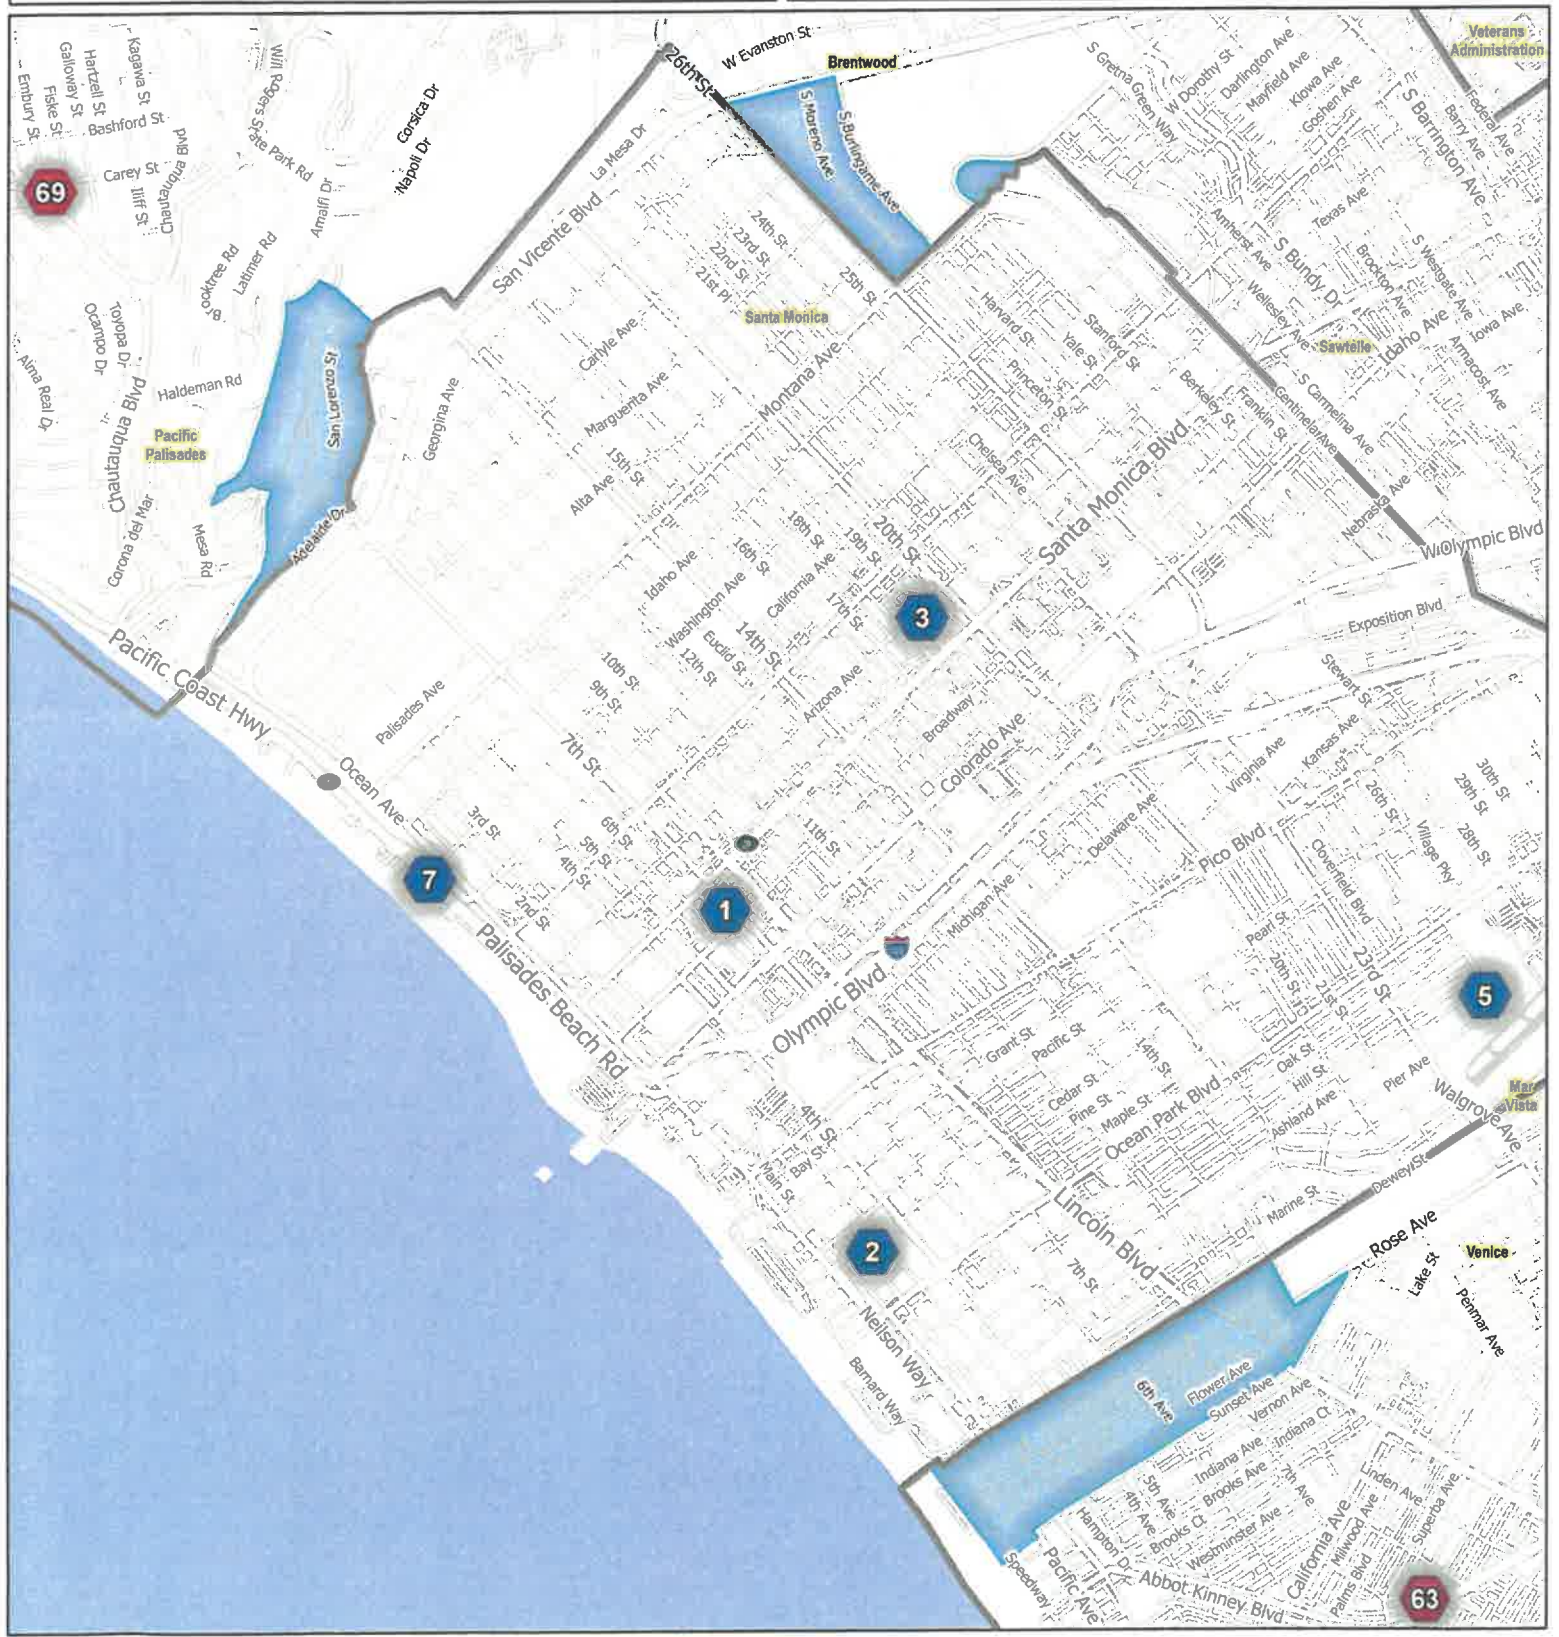 Veterans
Administration
W Evanston St
Brentwood
26th St
Kagawa St
Hartzell St
Galloway St
Fiske St
Embury St
Bashford St
Will Rogers St
ate Park Rd
Corsica Dr
Napoli Dr
Carey St
Iliff St
Chautauqua Blvd
Amalfi Dr
69
La Mesa Dr
San Vicente Blvd
S Moreno Ave
S Burlingame Ave
S Gretna Green Way
W Dorothy St
Darlington Ave
Mayfield Ave
Kiowa Ave
Goshen Ave
S Barrington Ave
Barry Ave
Federal Ave
Texas Ave
Amherst Ave
S Bundy Dr
Brockton Ave
S Westgate Ave
Wellesley Ave
Idaho Ave
Iowa Ave
Armacost Ave
Sawtelle
Brooktree Rd
Latimer Rd
Toyopa Dr
Ocampo Dr
Alma Real Dr
Haldeman Rd
Chautauqua Blvd
Pacific
Palisades
San Lorenzo St
Georgina Ave
Corona del Mar
Mesa Rd
Adelaide Dr
24th St
23rd St
22nd St
21st Pl
25th St
Santa Monica
Carlyle Ave
Marguerita Ave
Montana Ave
15th St
Alta Ave
Harvard St
Yale St
Stanford St
Princeton St
Chelsea Ave
Berkeley St
Franklin St
Centinela Ave
S Carmelina Ave
Nebraska Ave
W Olympic Blvd
Santa Monica Blvd
20th St
19th St
18th St
17th St
16th St
California Ave
Idaho Ave
Washington Ave
Euclid St
14th St
12th St
10th St
9th St
3
Exposition Blvd
Stewart St
Pacific Coast Hwy
Palisades Ave
Arizona Ave
Broadway
Colorado Ave
Virginia Ave
Kansas Ave
7th St
Ocean Ave
3rd St
6th St
5th St
4th St
2nd St
11th St
7
1
Delaware Ave
Michigan Ave
Pico Blvd
26th St
30th St
29th St
28th St
Village Pky
Cloverfield Blvd
Pearl St
20th St
21st St
23rd St
5
Palisades Beach Rd
Olympic Blvd
Grant St
Pacific St
14th St
Cedar St
Pine St
Maple St
Ocean Park Blvd
Oak St
Hill St
Ashland Ave
Pier Ave
Walgrove Ave
Mar
Vista
4th St
Bay St
Main St
Lincoln Blvd
Marine St
Dewey St
Rose Ave
Lake St
Venice
Penmar Ave
2
7th St
Neilson Way
Barnard Way
6th Ave
Flower Ave
Sunset Ave
Vernon Ave
Indiana Ct
Indiana Ave
Brooks Ave
7th Ave
5th Ave
4th Ave
Brooks Ct
Westminster Ave
Hampton Dr
Linden Ave
Superba Ave
Milwood Ave
California Ave
Palms Blvd
Abbot Kinney Blvd
Pacific Ave
Speedway
63